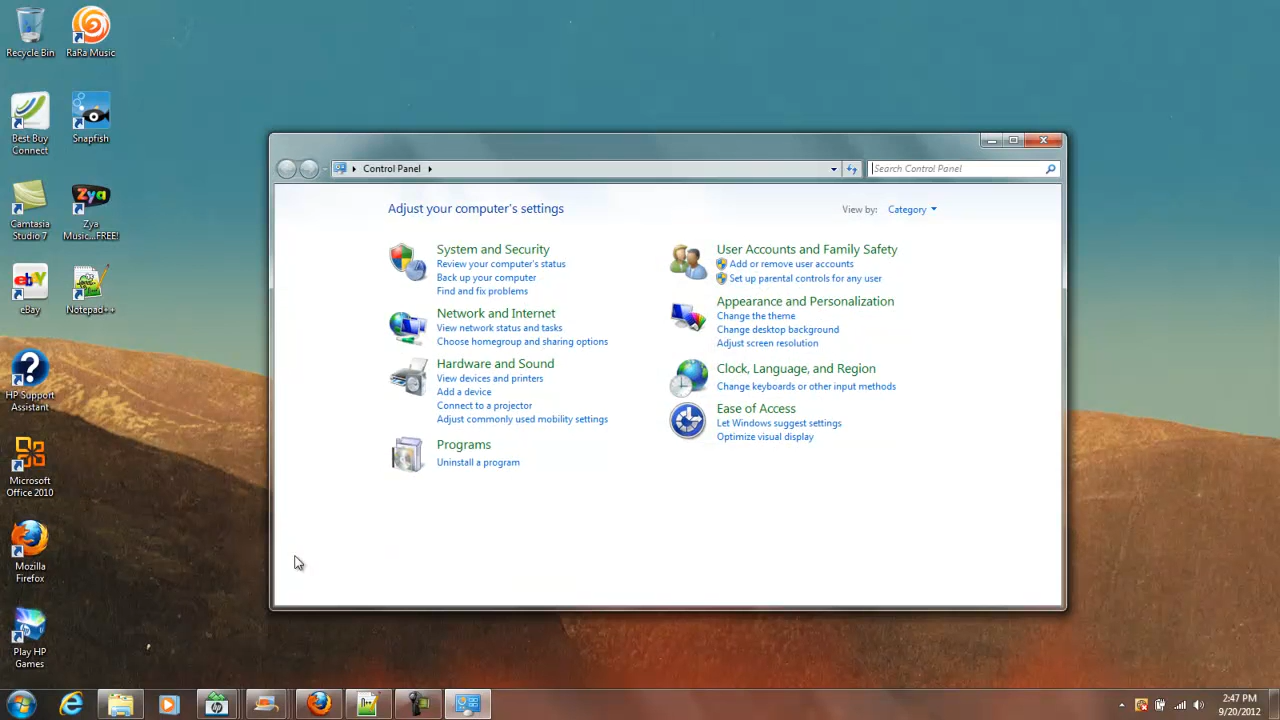 Recycle Bin
RaRa Music
Best Buy
Connect
Snapfish
Camtasia
Studio 7
Zya
Zya
Music...FREE!
ebay
eBay
Notepad++
HP Support
Assistant
Microsoft
Office 2010
Mozilla
Firefox
Play HP
Games
Control Panel
Search Control Panel
Adjust your computer's settings
View by: Category
System and Security
Review your computer's status
Back up your computer
Find and fix problems
Network and Internet
View network status and tasks
Choose homegroup and sharing options
Hardware and Sound
View devices and printers
Add a device
Connect to a projector
Adjust commonly used mobility settings
Programs
Uninstall a program
User Accounts and Family Safety
Add or remove user accounts
Set up parental controls for any user
Appearance and Personalization
Change the theme
Change desktop background
Adjust screen resolution
Clock, Language, and Region
Change keyboards or other input methods
Ease of Access
Let Windows suggest settings
Optimize visual display
2:47 PM
9/20/2012